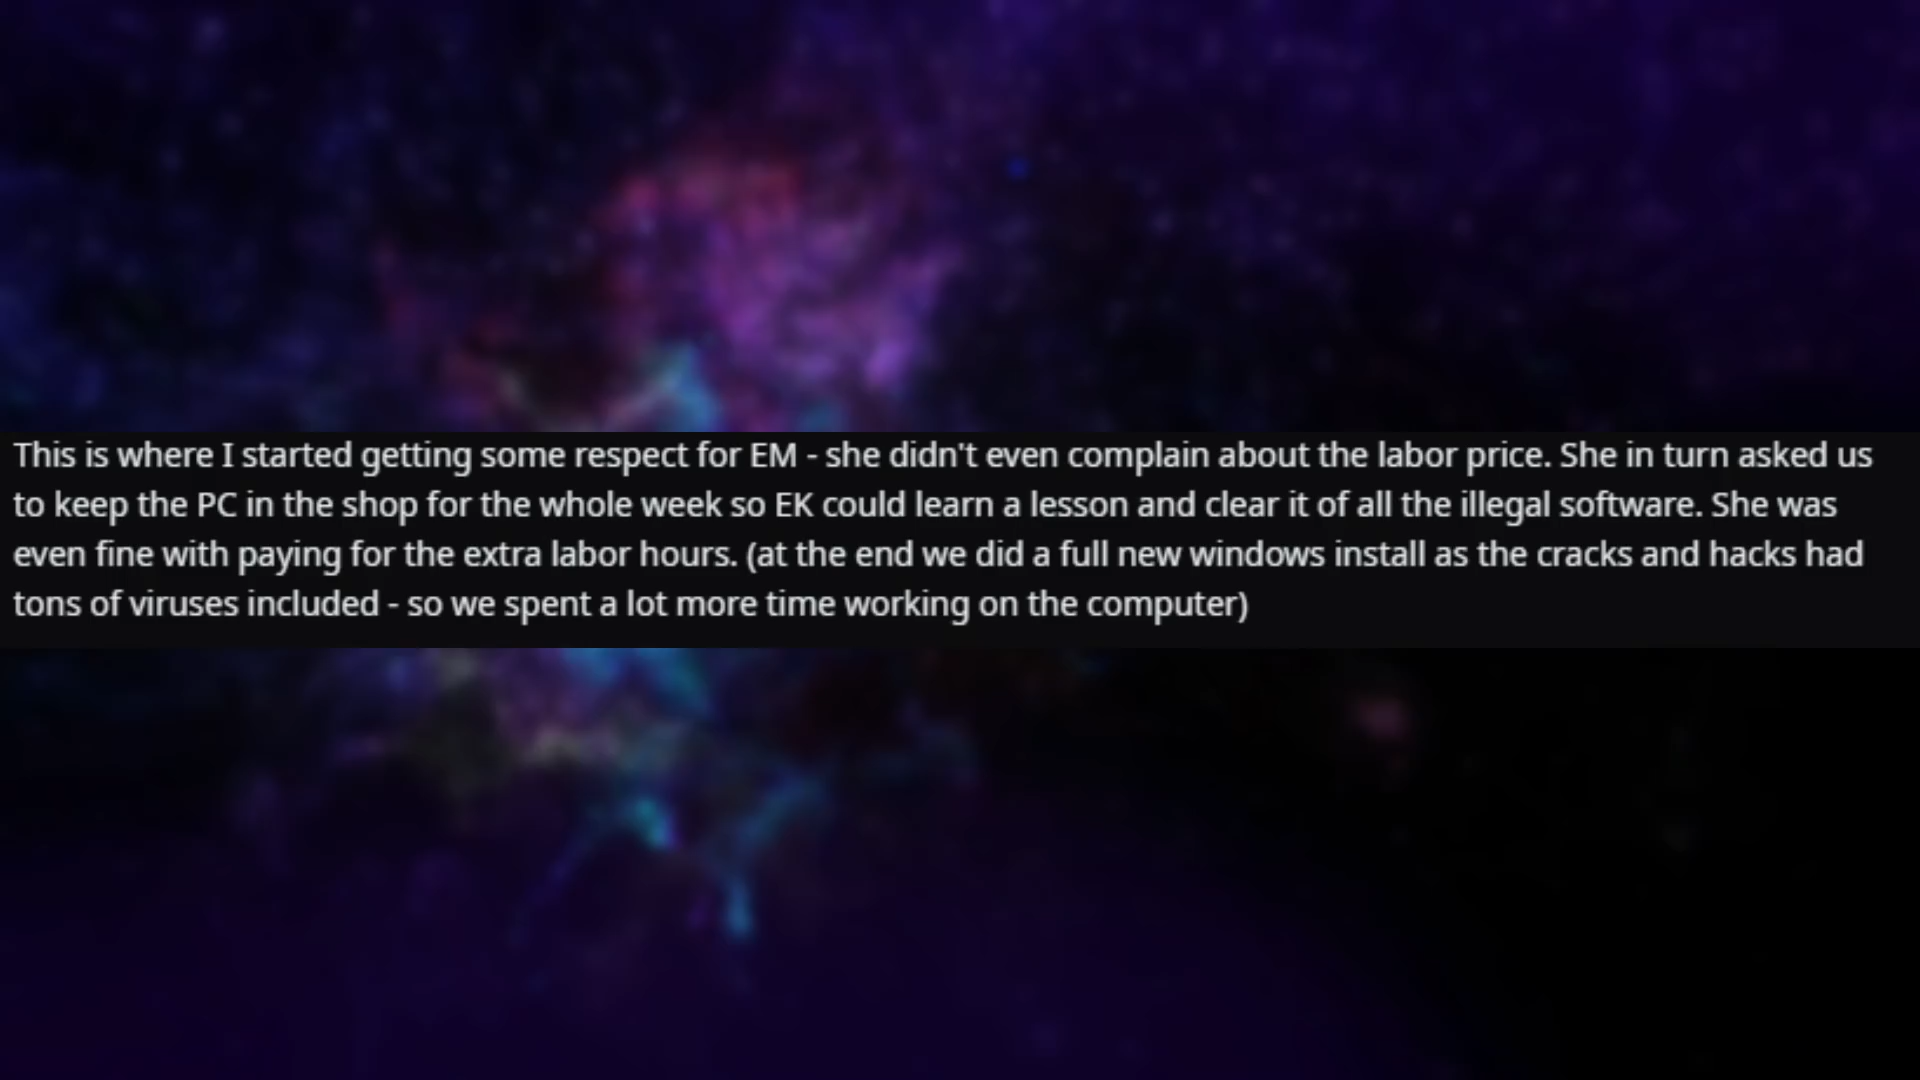 This is where I started getting some respect for EM - she didn't even complain about the labor price. She in turn asked us
to keep the PC in the shop for the whole week so EK could learn a lesson and clear it of all the illegal software. She was
even fine with paying for the extra labor hours. (at the end we did a full new windows install as the cracks and hacks had
tons of viruses included - so we spent a lot more time working on the computer)